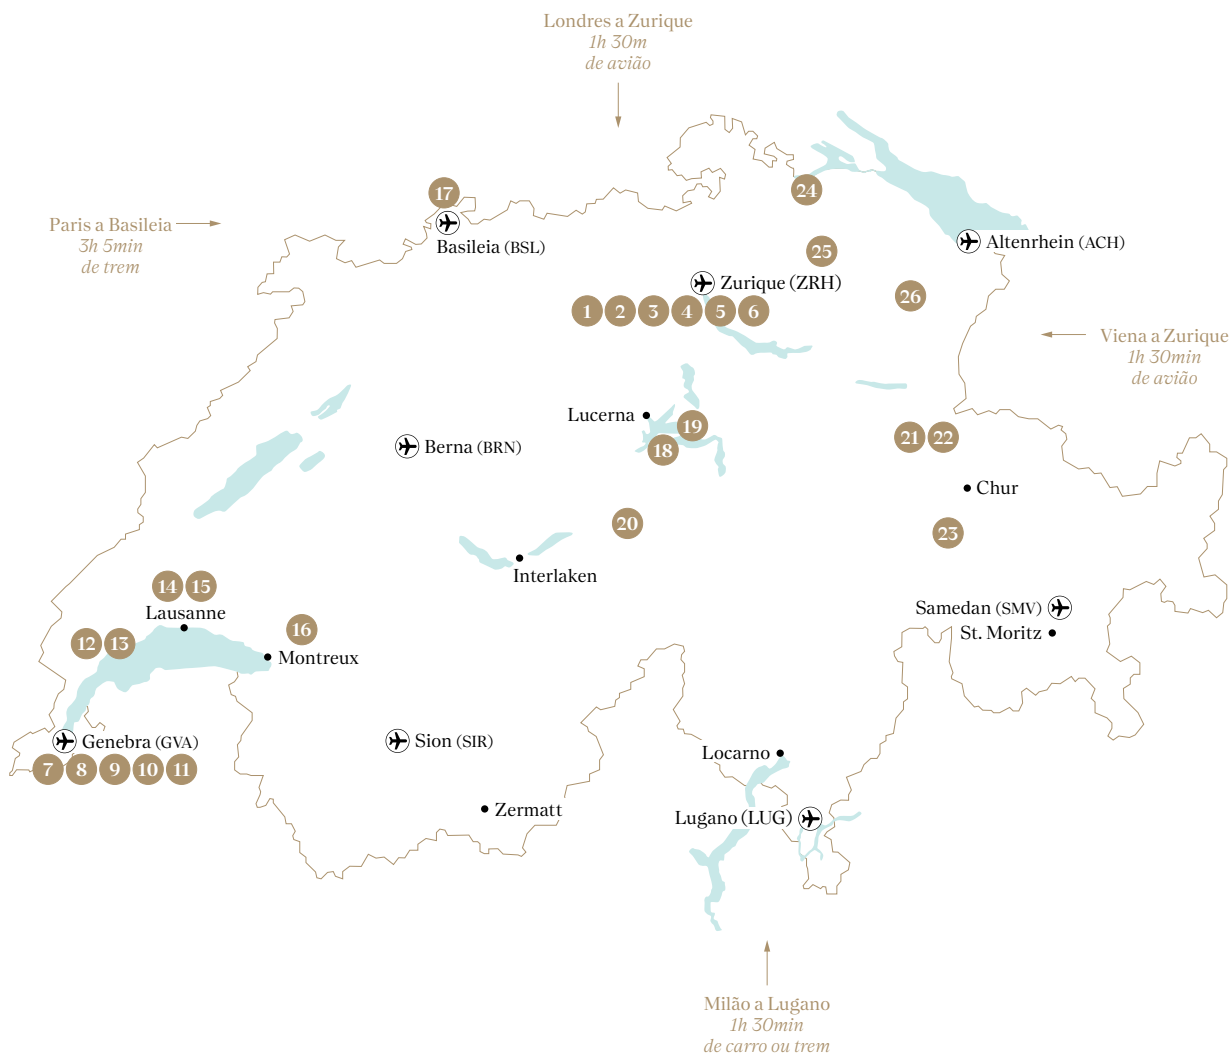 Londres a Zurique
1h 30m
de avião
17
24
Paris a Basileia
3h 5min
de trem
Basileia (BSL)
Altenrhein (ACH)
25
Zurique (ZRH)
26
1 2 3 4 5 6
Viena a Zurique
1h 30min
de avião
Lucerna
19
18
21 22
Berna (BRN)
Chur
20
23
Interlaken
14 15
Lausanne
Samedan (SMV)
St. Moritz
12 13
16
Montreux
Genebra (GVA)
7 8 9 10 11
Sion (SIR)
Locarno
Zermatt
Lugano (LUG)
Milão a Lugano
1h 30min
de carro ou trem